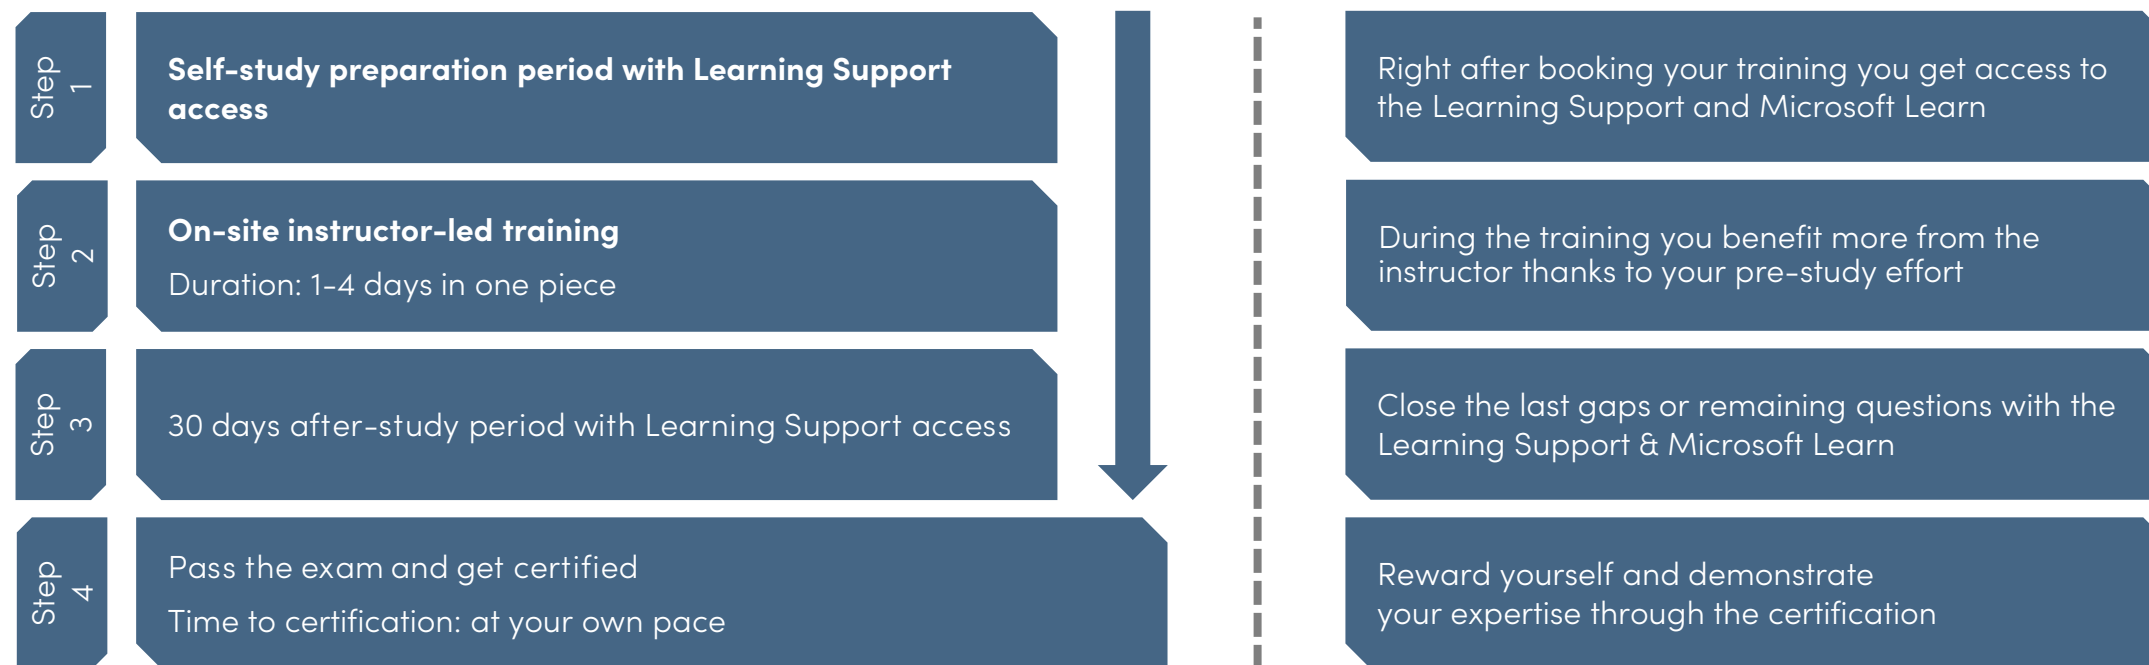 Step
1
Self-study preparation period with Learning Support
access
Right after booking your training you get access to
the Learning Support and Microsoft Learn
Step
2
On-site instructor-led training
Duration: 1-4 days in one piece
During the training you benefit more from the
instructor thanks to your pre-study effort
Step
3
30 days after-study period with Learning Support access
Close the last gaps or remaining questions with the
Learning Support & Microsoft Learn
Step
4
Pass the exam and get certified
Time to certification: at your own pace
Reward yourself and demonstrate
your expertise through the certification